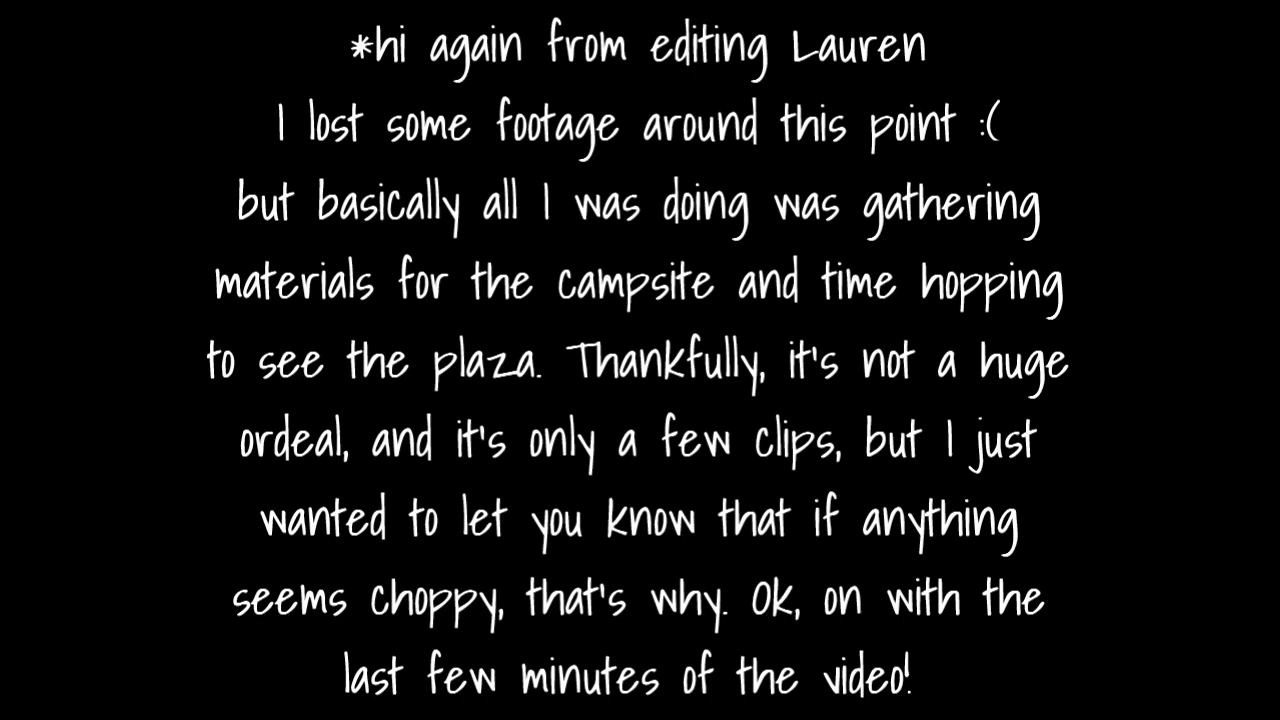 *hi again from editing Lauren
I lost some footage around this point :(
but basically all I was doing was gathering
materials for the campsite and time hopping
to see the plaza. Thankfully, it's not a huge
ordeal, and it's only a few clips, but I just
wanted to let you know that if anything
seems choppy, that's why. Ok, on with the
last few minutes of the video!